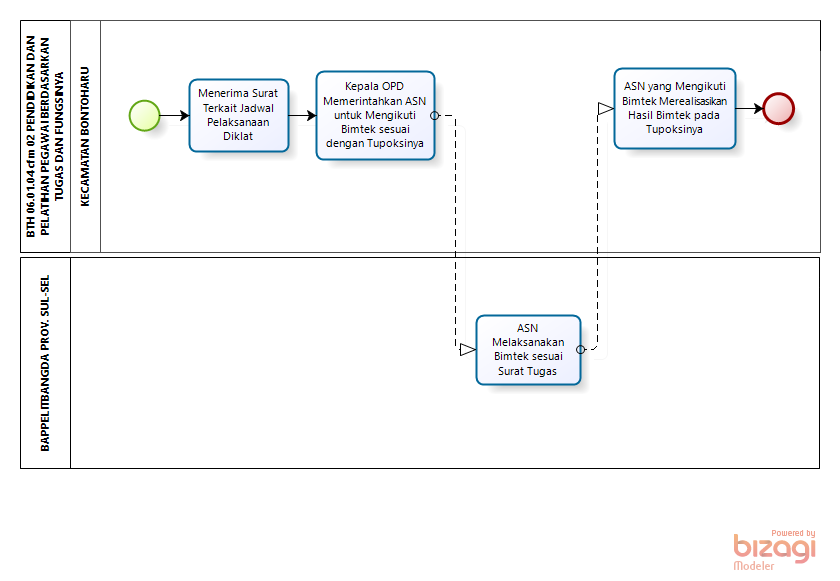 BTH 06.01.04.cfm 02 PENDIDIKAN DAN
PELATIHAN PEGAWAI BERDASARKAN
TUGAS DAN FUNGSINYA
KECAMATAN BONTOHARU
Menerima Surat
Terkait Jadwal
Pelaksanaan
Diklat
Kepala OPD
Memerintahkan ASN
untuk Mengikuti
Bimtek sesuai
dengan Tupoksinya
ASN yang Mengikuti
Bimtek Merealisasikan
Hasil Bimtek pada
Tupoksinya
BAPPELITBANGDA PROV. SUL-SEL
ASN
Melaksanakan
Bimtek sesuai
Surat Tugas
Powered by
bizagi
Modeler